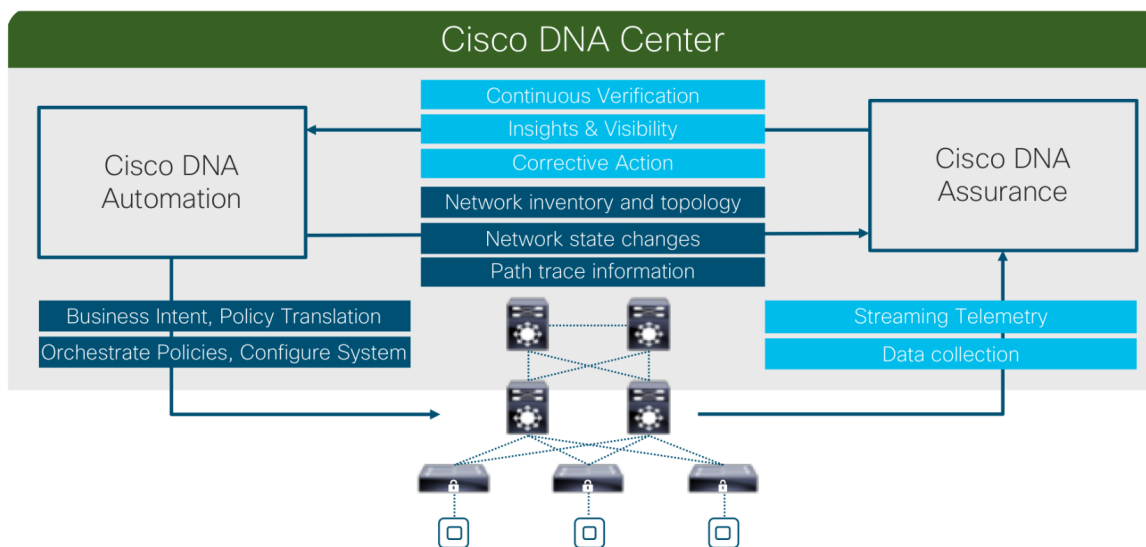 Cisco DNA Center
Continuous Verification
Insights & Visibility
Corrective Action
Cisco DNA
Automation
Cisco DNA
Assurance
Network inventory and topology
Network state changes
Path trace information
Business Intent, Policy Translation
Orchestrate Policies, Configure System
Streaming Telemetry
Data collection